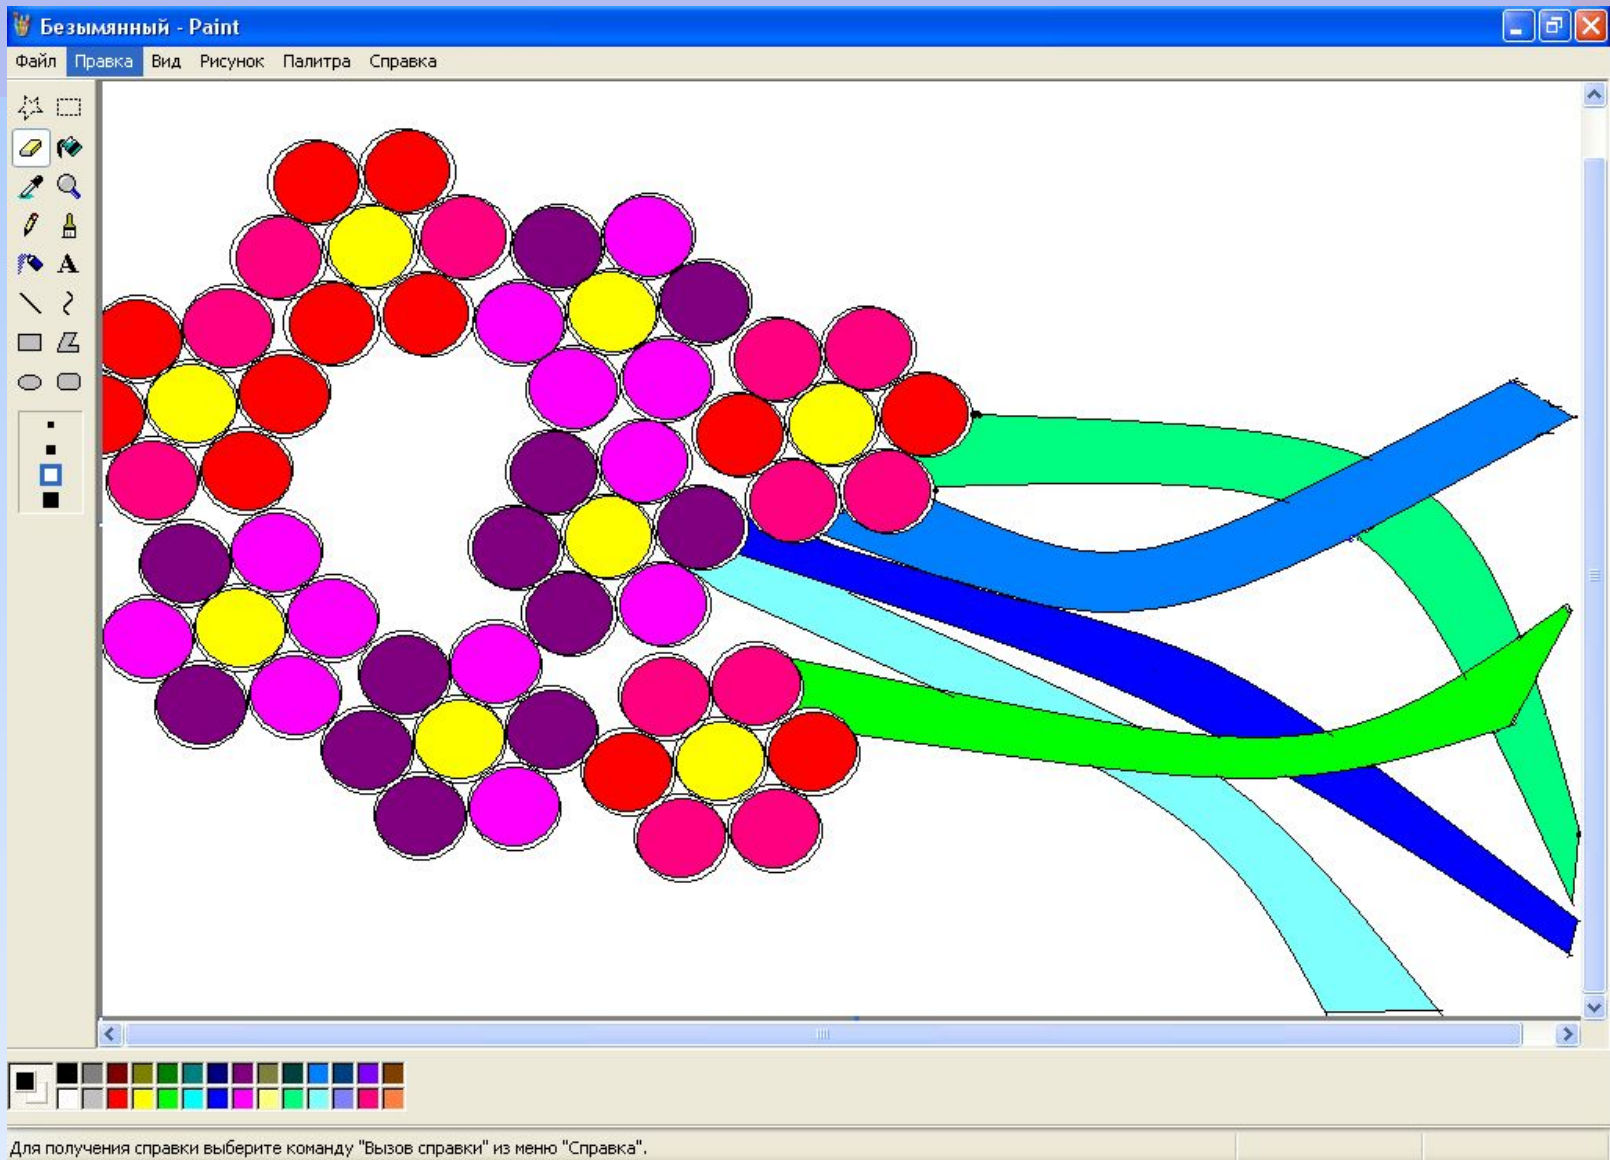 Безымянный - Paint
Файл Правка Вид Рисунок Палитра Справка
A
Для получения справки выберите команду "Вызов справки" из меню "Справка".